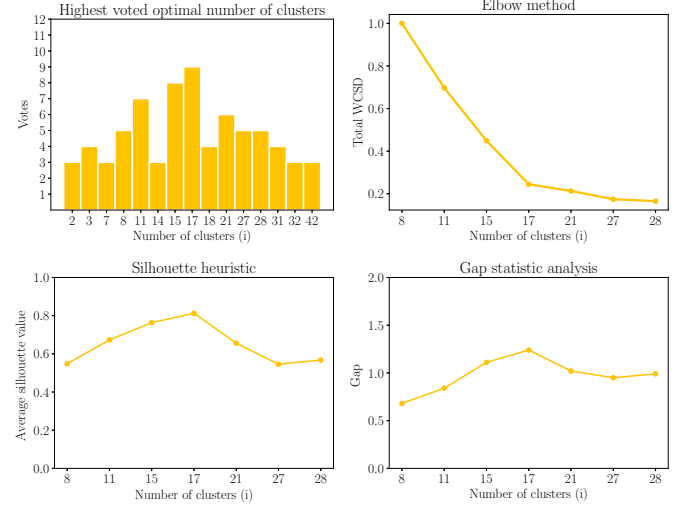 Highest voted optimal number of clusters
12
11
10
9
8
7
6
5
4
3
2
1
Votes
2 3 7 8 11 14 15 17 18 21 27 28 31 32 42
Number of clusters (i)
Elbow method
1.0
0.8
0.6
0.4
0.2
Total WCSD
8 11 15 17 21 27 28
Number of clusters (i)
Silhouette heuristic
1.0
0.8
0.6
0.4
0.2
0.0
Average silhouette value
8 11 15 17 21 27 28
Number of clusters (i)
Gap statistic analysis
2.0
1.5
1.0
0.5
0.0
Gap
8 11 15 17 21 27 28
Number of clusters (i)